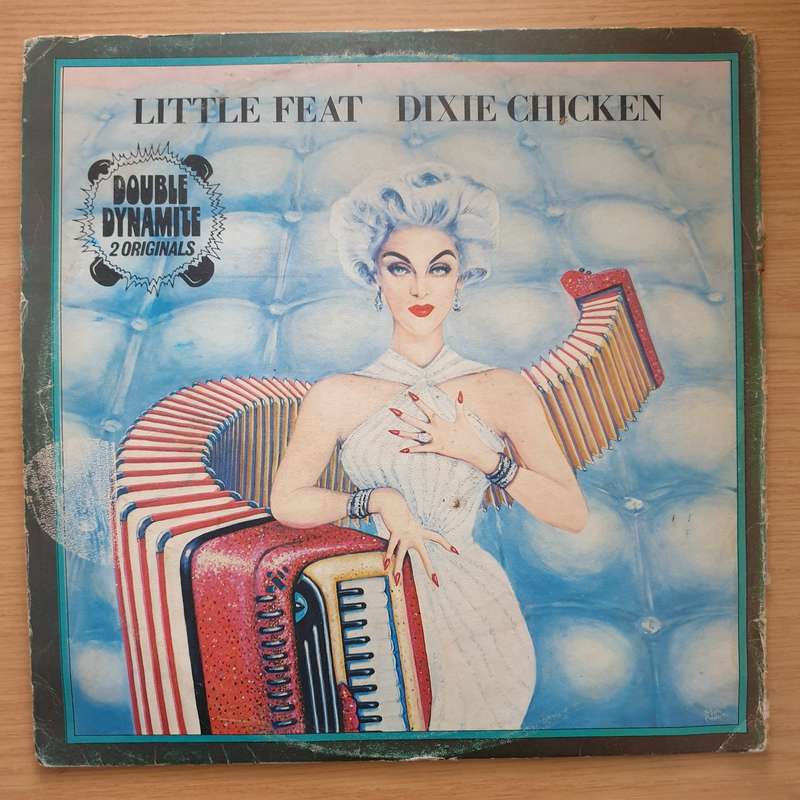 LITTLE FEAT DIXIE CHICKEN
DOUBLE
DYNAMITE
2 ORIGINALS